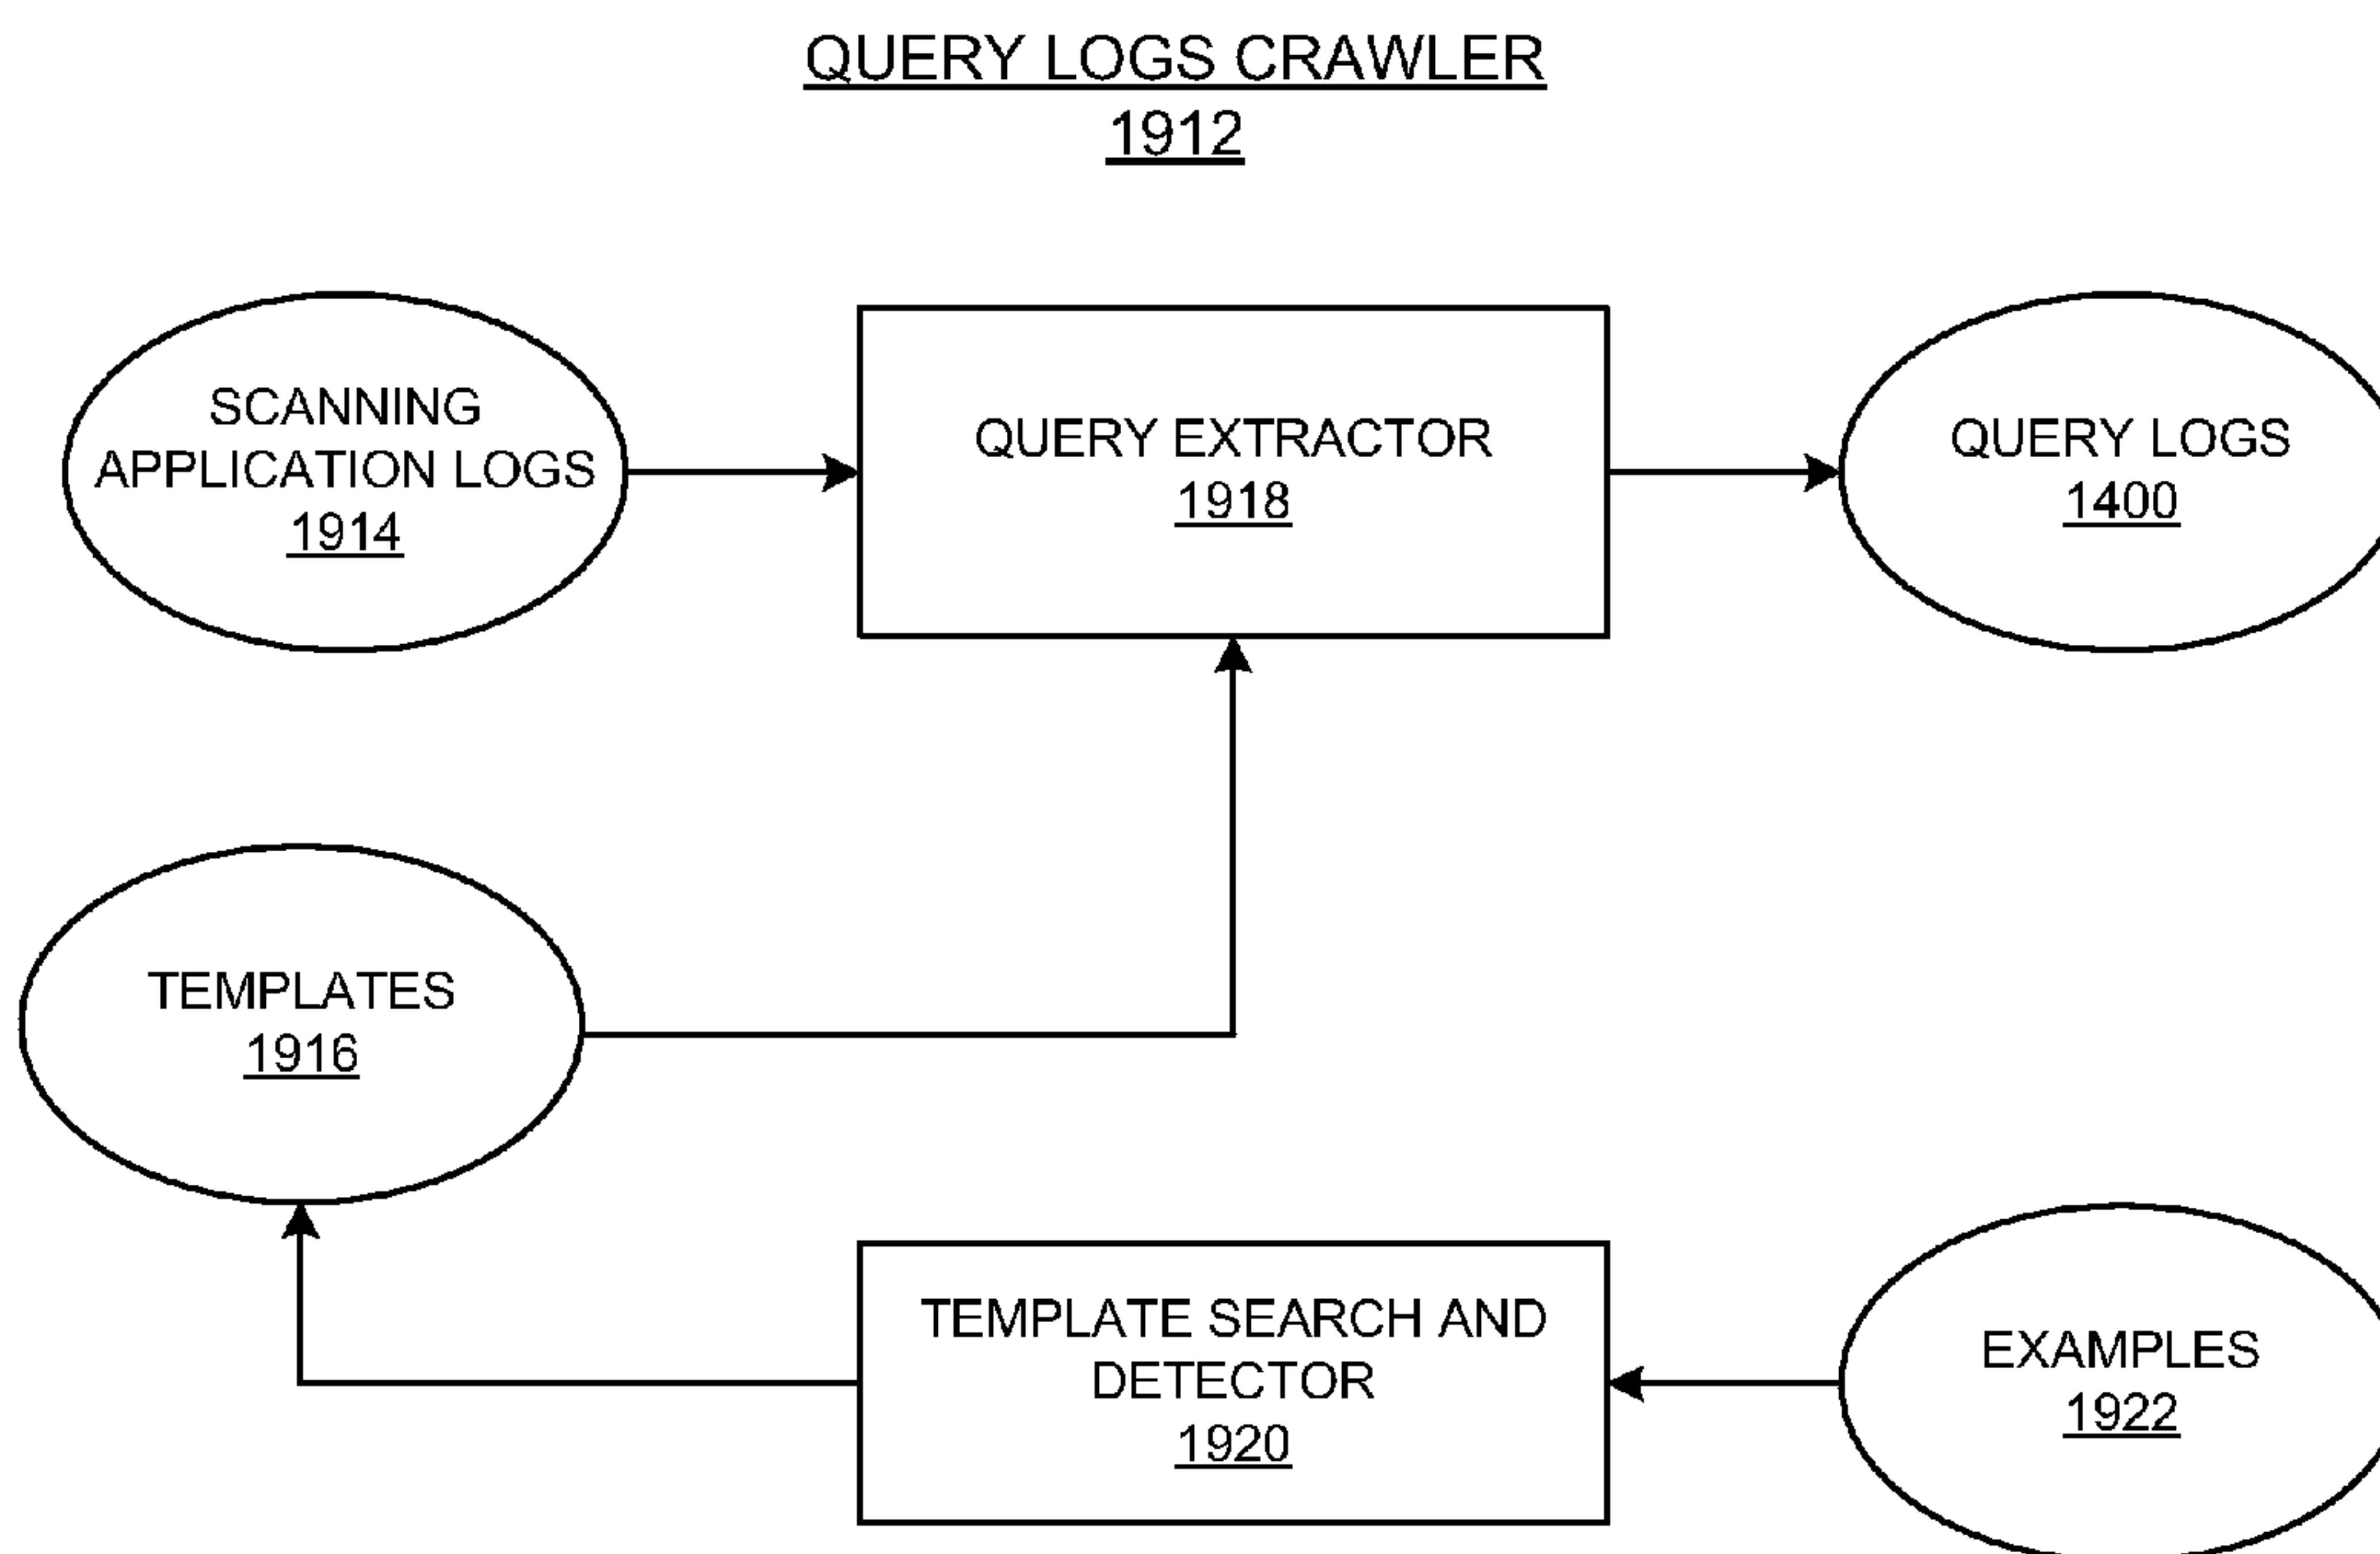 QUERY LOGS CRAWLER
1912
SCANNING
APPLICATION LOGS
1914
QUERY EXTRACTOR
1918
QUERY LOGS
1400
TEMPLATES
1916
TEMPLATE SEARCH AND
DETECTOR
1920
EXAMPLES
1922